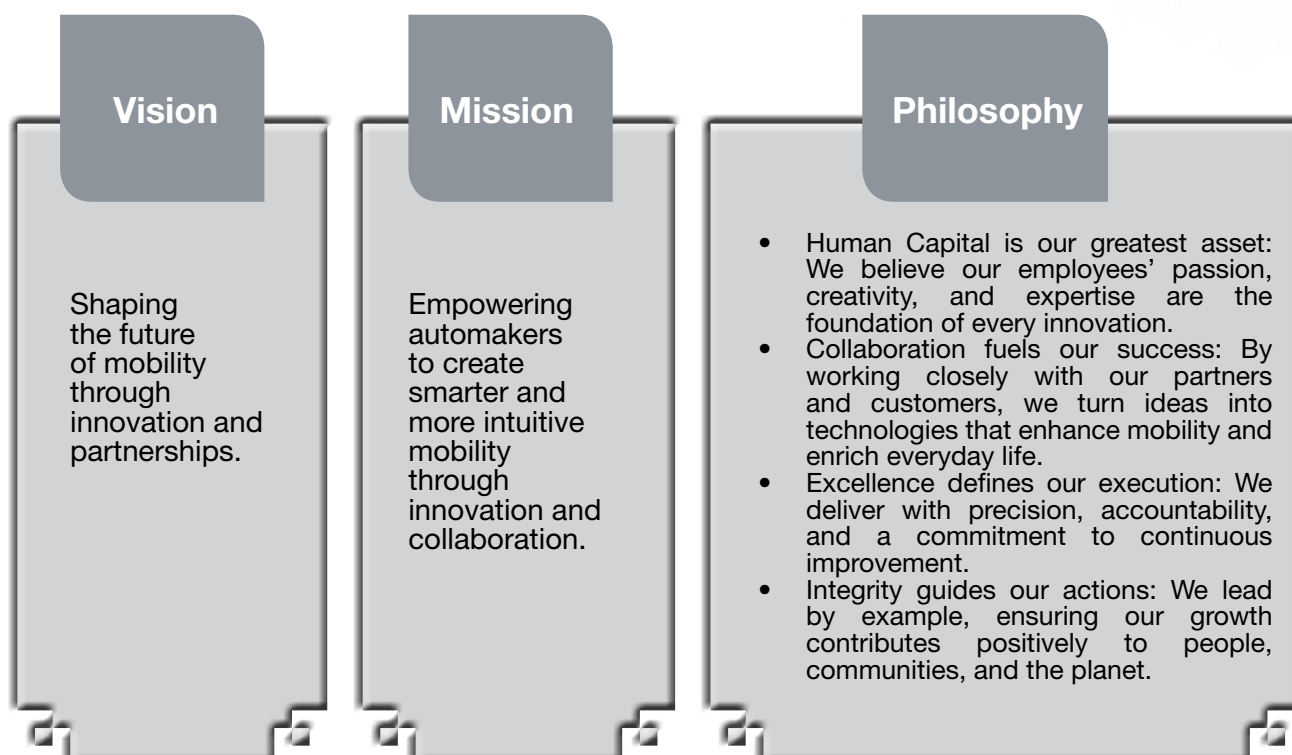 Vision
Shaping
the future
of mobility
through
innovation and
partnerships.
Mission
Empowering
automakers
to create
smarter and
more intuitive
mobility
through
innovation and
collaboration.
Philosophy
• Human Capital is our greatest asset:
We believe our employees’ passion,
creativity, and expertise are the
foundation of every innovation.
• Collaboration fuels our success: By
working closely with our partners
and customers, we turn ideas into
technologies that enhance mobility and
enrich everyday life.
• Excellence defines our execution: We
deliver with precision, accountability,
and a commitment to continuous
improvement.
• Integrity guides our actions: We lead
by example, ensuring our growth
contributes positively to people,
communities, and the planet.